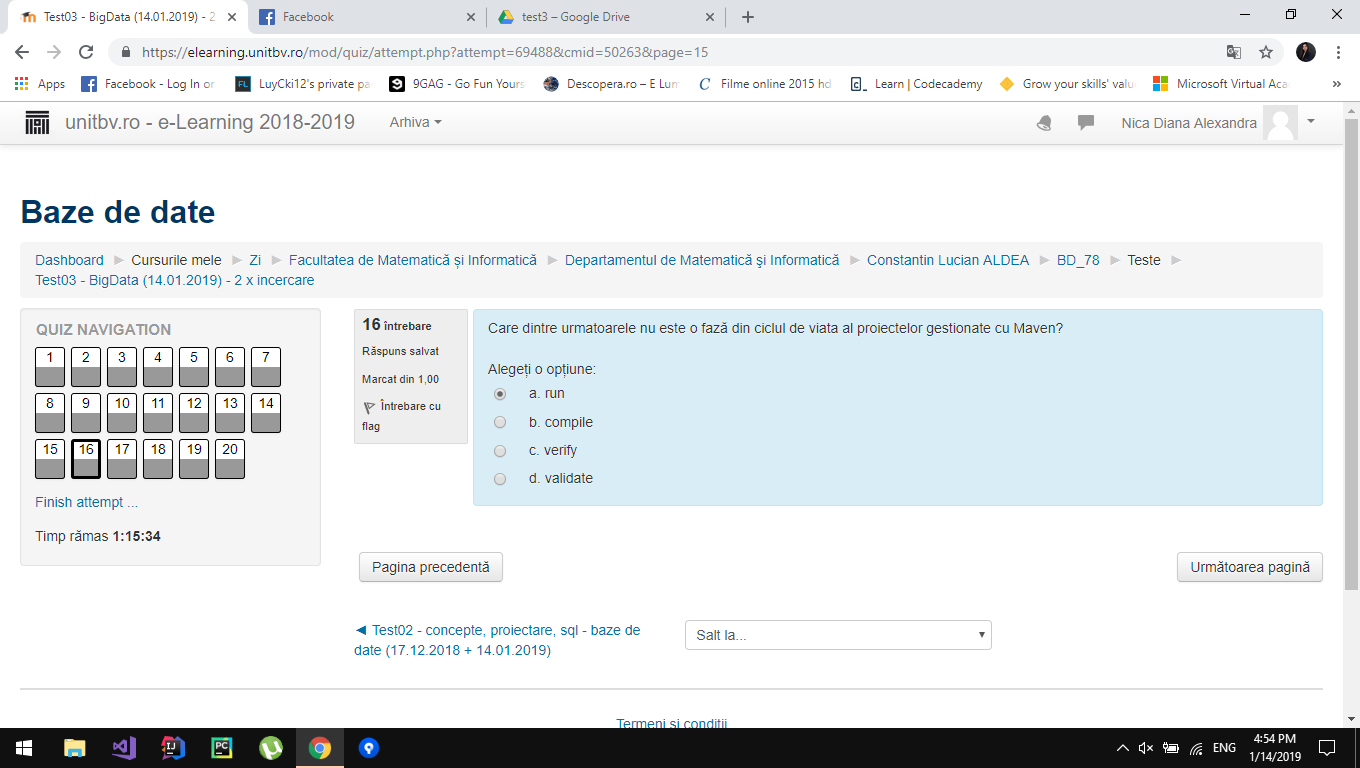 Test03 - BigData (14.01.2019) - 2
Facebook
test3 – Google Drive
https://elearning.unitbv.ro/mod/quiz/attempt.php?attempt=69488&cmid=50263&page=15
Apps
Facebook - Log In or
LuyCki12's private pa
9GAG - Go Fun Yours
Descopera.ro – E Lum
Filme online 2015 hd
Learn | Codecademy
Grow your skills' valu
Microsoft Virtual Aca
»
unitbv.ro - e-Learning 2018-2019
Arhiva
Nica Diana Alexandra
Baze de date
Dashboard ► Cursurile mele ► Zi ► Facultatea de Matematică și Informatică ► Departamentul de Matematică şi Informatică ► Constantin Lucian ALDEA ► BD_78 ► Teste ►
Test03 - BigData (14.01.2019) - 2 x incercare
QUIZ NAVIGATION
1 2 3 4 5 6 7
8 9 10 11 12 13 14
15 16 17 18 19 20
Finish attempt ...
Timp rămas 1:15:34
16 întrebare
Răspuns salvat
Marcat din 1,00
Întrebare cu
flag
Care dintre urmatoarele nu este o fază din ciclul de viata al proiectelor gestionate cu Maven?
Alegeți o opțiune:
a. run
b. compile
c. verify
d. validate
Pagina precedentă
Următoarea pagină
◄ Test02 - concepte, proiectare, sql - baze de
date (17.12.2018 + 14.01.2019)
Salt la...
Termeni si conditii
ENG
4:54 PM
1/14/2019